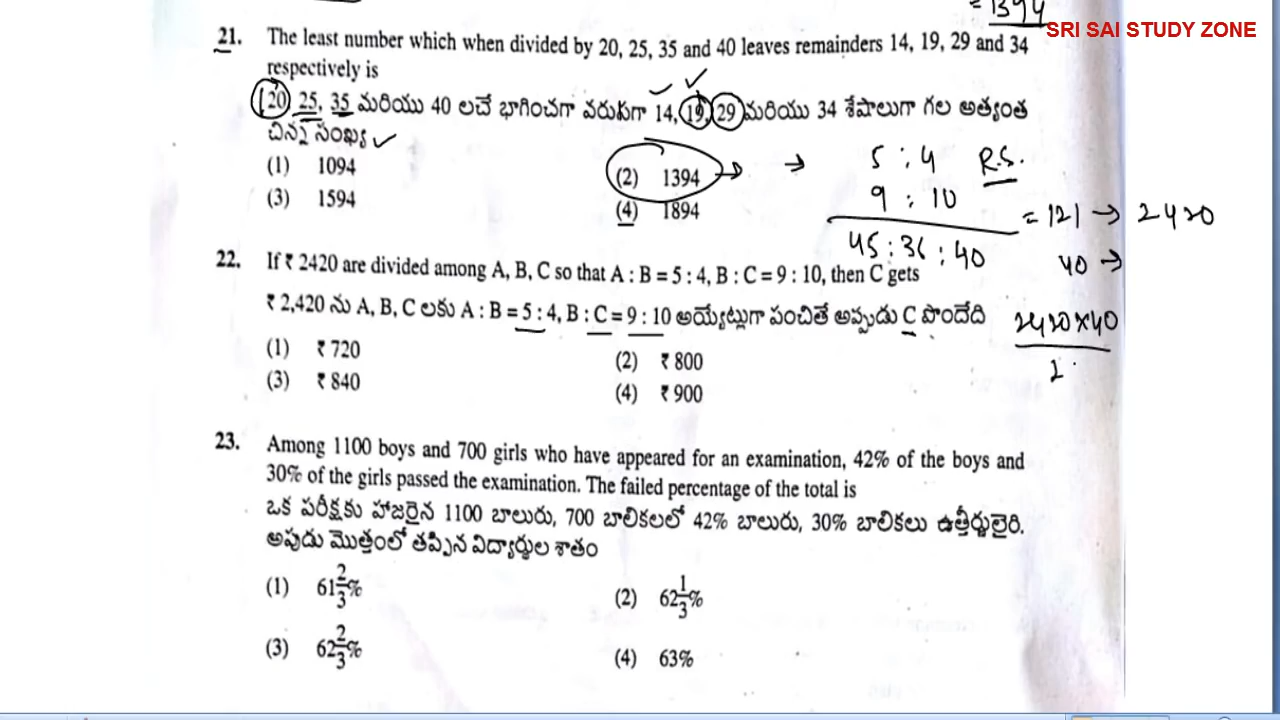 = 1394
SRI SAI STUDY ZONE
21. The least number which when divided by 20, 25, 35 and 40 leaves remainders 14, 19, 29 and 34
respectively is
20, 25, 35 మరియు 40 లచే భాగించగా వరుసగా 14, 19, 29 మరియు 34 శేషాలుగా గల అత్యంత
చిన్న సంఖ్య
(1) 1094
(2) 1394
(3) 1594
(4) 1894
5 : 4 R.S.
9 : 10
45 : 36 : 40
= 121 → 2420
40 →
2420 × 40
22. If ₹ 2420 are divided among A, B, C so that A : B = 5 : 4, B : C = 9 : 10, then C gets
₹ 2,420 ను A, B, C లకు A : B = 5 : 4, B : C = 9 : 10 అయ్యేట్లుగా పంచితే అప్పుడు C పొందేది
(1) ₹ 720
(2) ₹ 800
(3) ₹ 840
(4) ₹ 900
23. Among 1100 boys and 700 girls who have appeared for an examination, 42% of the boys and
30% of the girls passed the examination. The failed percentage of the total is
ఒక పరీక్షకు హాజరైన 1100 బాలురు, 700 బాలికలలో 42% బాలురు, 30% బాలికలు ఉత్తీర్ణులైరి.
అపుడు మొత్తంలో తప్పిన విద్యార్థుల శాతం
(1) 61 2/3%
(2) 62 1/3%
(3) 62 2/3%
(4) 63%